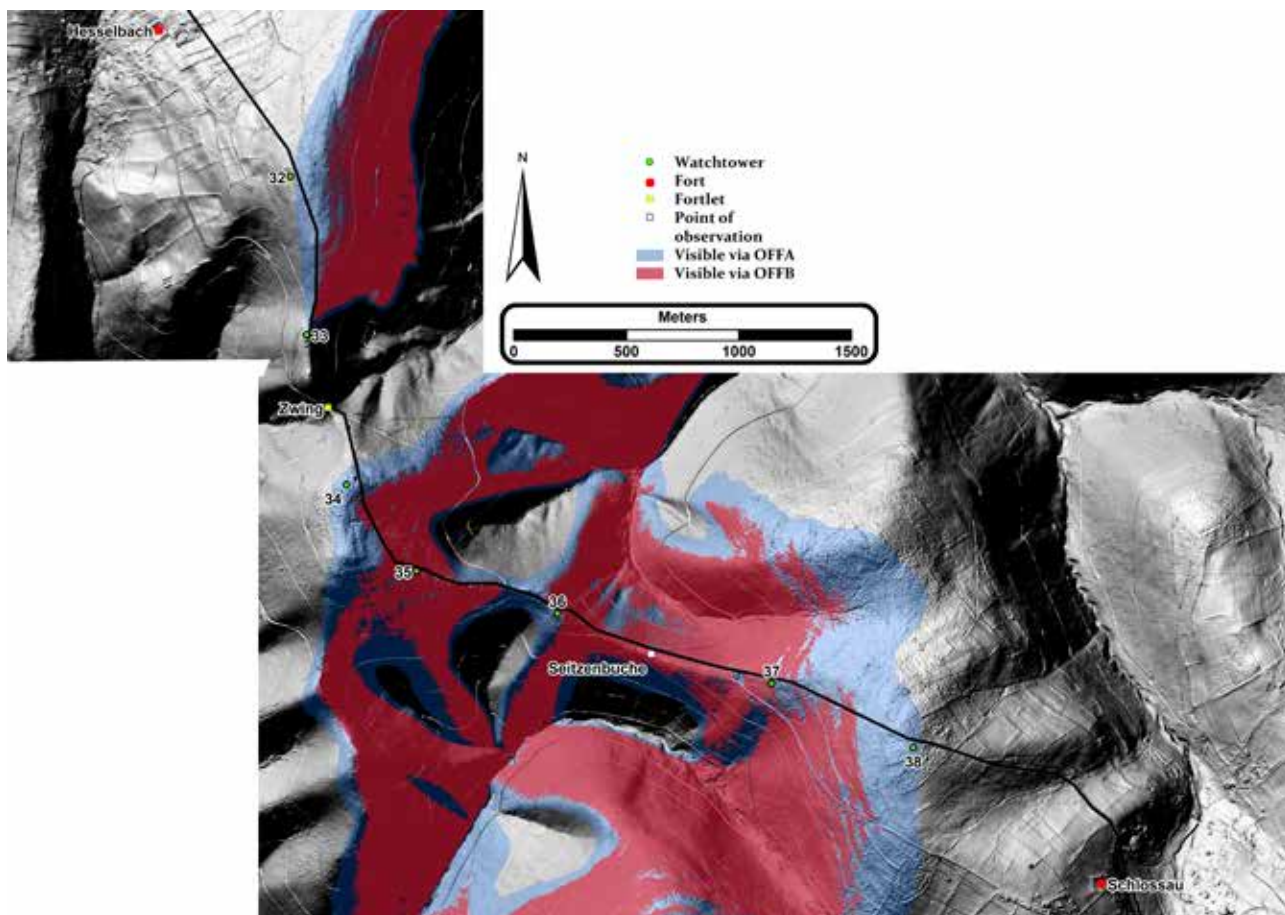 Hesselbach
32
33
N
Watchtower
Fort
Fortlet
Point of
observation
Visible via OFFA
Visible via OFFB
Meters
0 500 1000 1500
Zwing
34
35
36
Seitzenbuche
37
38
Schlossau